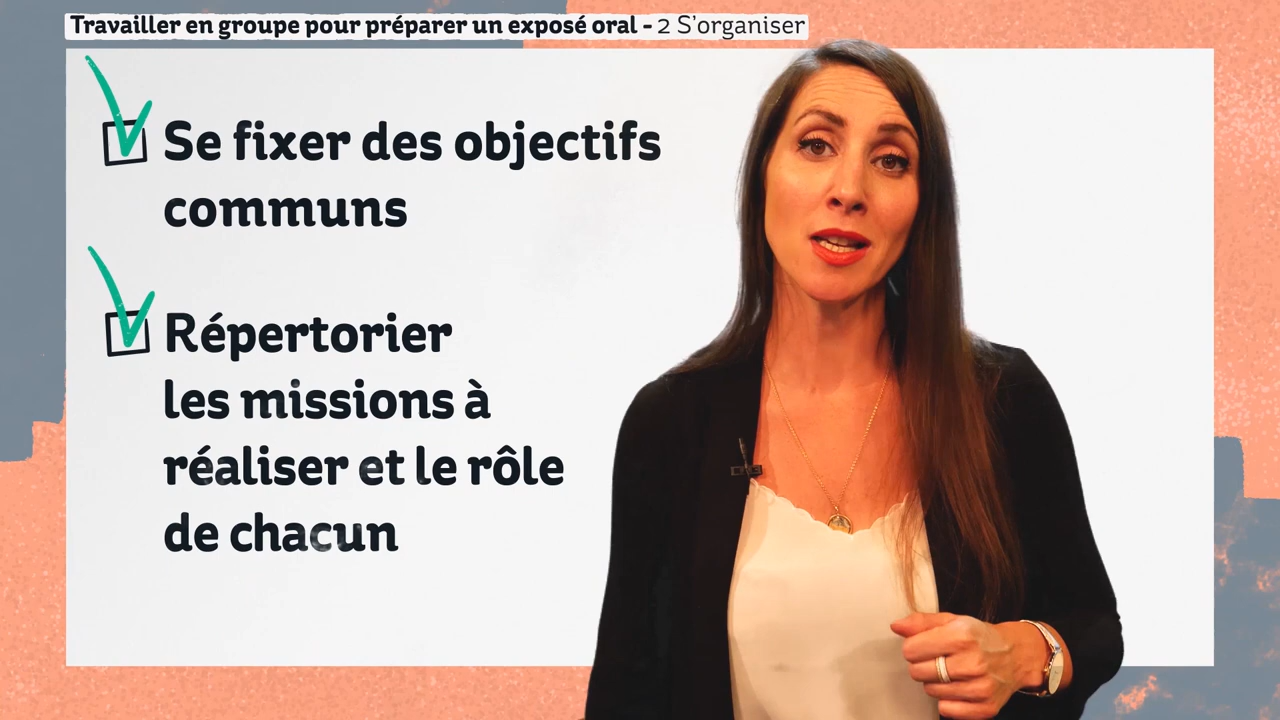 Travailler en groupe pour préparer un exposé oral - 2 S'organiser
Se fixer des objectifs
communs
Répertorier
les missions à
réaliser et le rôle
de chacun